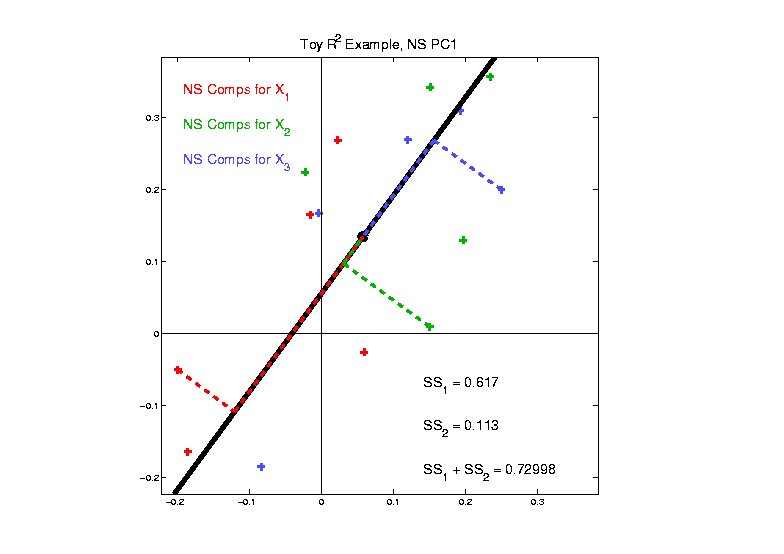 Toy R² Example, NS PC1
NS Comps for X₁
NS Comps for X₂
NS Comps for X₃
0.3
0.2
0.1
0
-0.1
-0.2
SS₁ = 0.617
SS₂ = 0.113
SS₁ + SS₂ = 0.72998
-0.2 -0.1 0 0.1 0.2 0.3